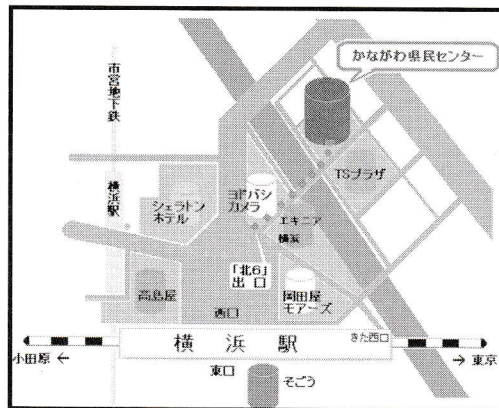 かながわ県民センター
市営地下鉄
横浜駅
TSプラザ
シェラトン
ホテル
ヨドバシ
カメラ
エキニア
横浜
「北6」
出口
高島屋
岡田屋
モアーズ
西口
きた西口
横浜駅
小田原 ←
→ 東京
東口
そごう